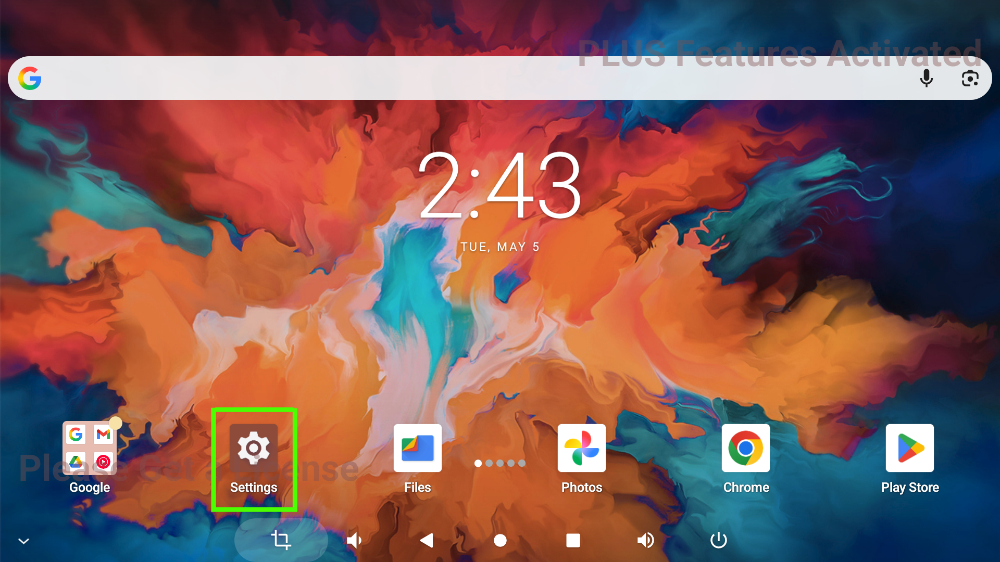 PLUS Features Activated
2:43
TUE, MAY 5
Please Get a License
Google
Settings
Files
Photos
Chrome
Play Store